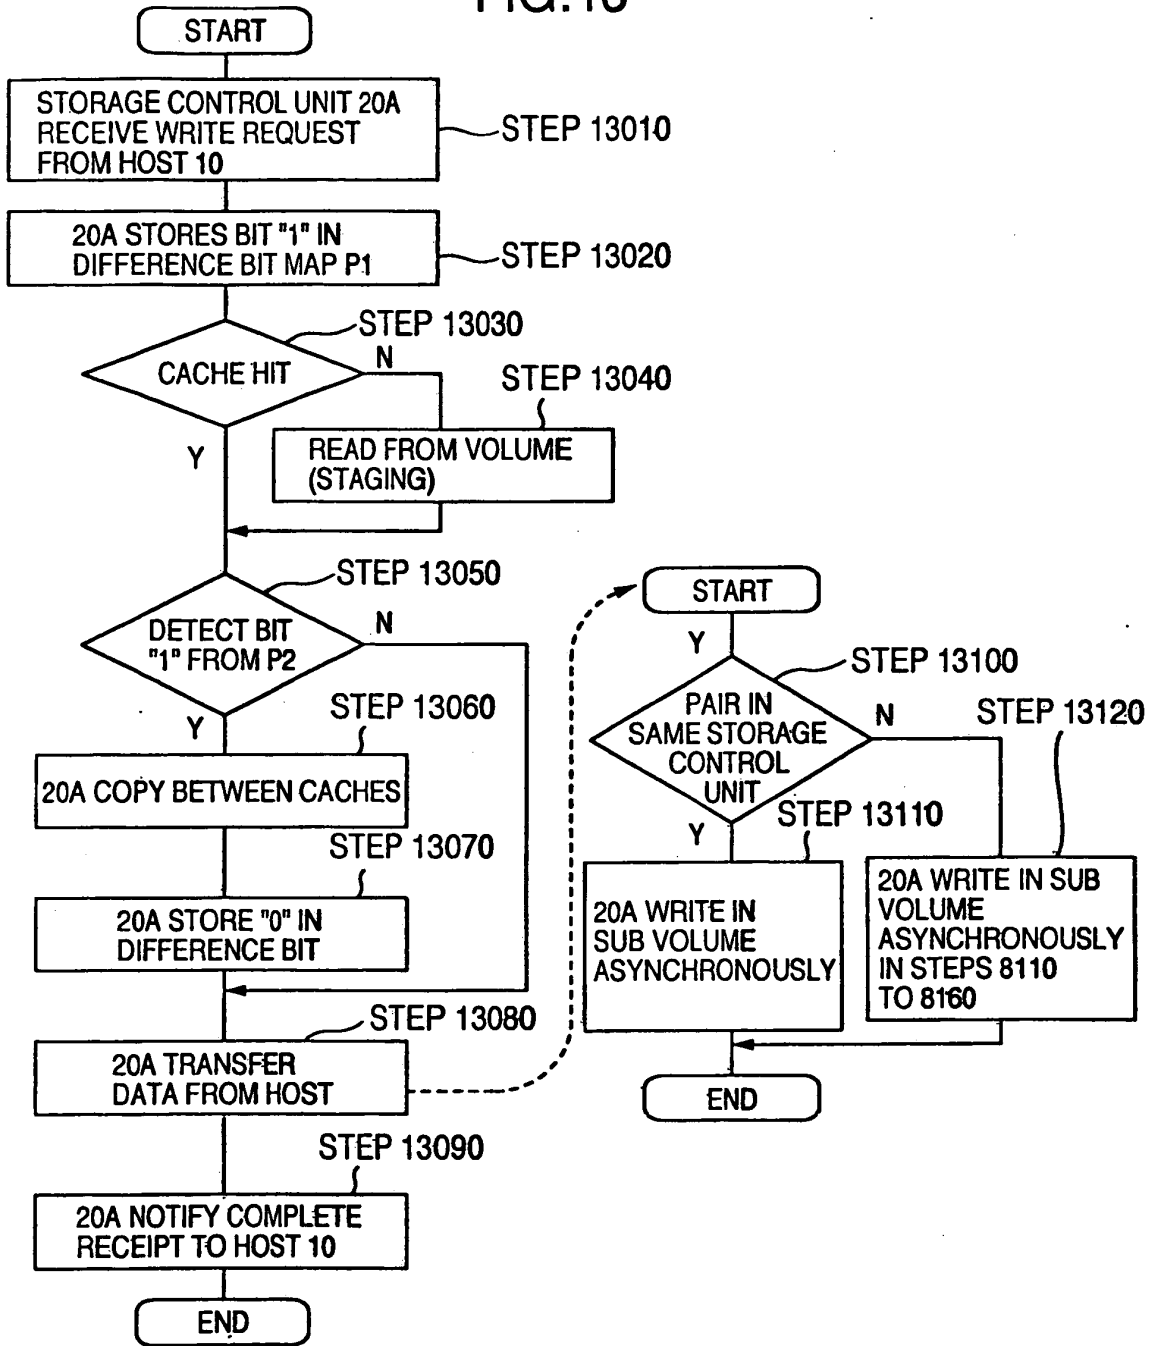 START
STORAGE CONTROL UNIT 20A
RECEIVE WRITE REQUEST
FROM HOST 10
STEP 13010
20A STORES BIT "1" IN
DIFFERENCE BIT MAP P1
STEP 13020
STEP 13030
CACHE HIT
N
Y
STEP 13040
READ FROM VOLUME
(STAGING)
STEP 13050
DETECT BIT
"1" FROM P2
N
Y
STEP 13060
20A COPY BETWEEN CACHES
STEP 13070
20A STORE "0" IN
DIFFERENCE BIT
STEP 13080
20A TRANSFER
DATA FROM HOST
STEP 13090
20A NOTIFY COMPLETE
RECEIPT TO HOST 10
END
START
Y
STEP 13100
PAIR IN
SAME STORAGE
CONTROL
UNIT
N
Y
STEP 13110
20A WRITE IN
SUB VOLUME
ASYNCHRONOUSLY
STEP 13120
20A WRITE IN SUB
VOLUME
ASYNCHRONOUSLY
IN STEPS 8110
TO 8160
END